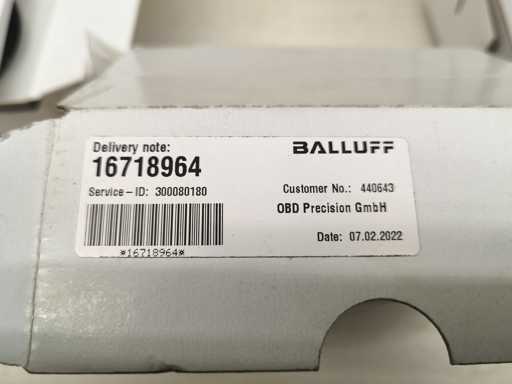 Delivery note:
16718964
Service-ID: 300080180
*16718964*
BALLUFF
Customer No.: 440643
OBD Precision GmbH
Date: 07.02.2022